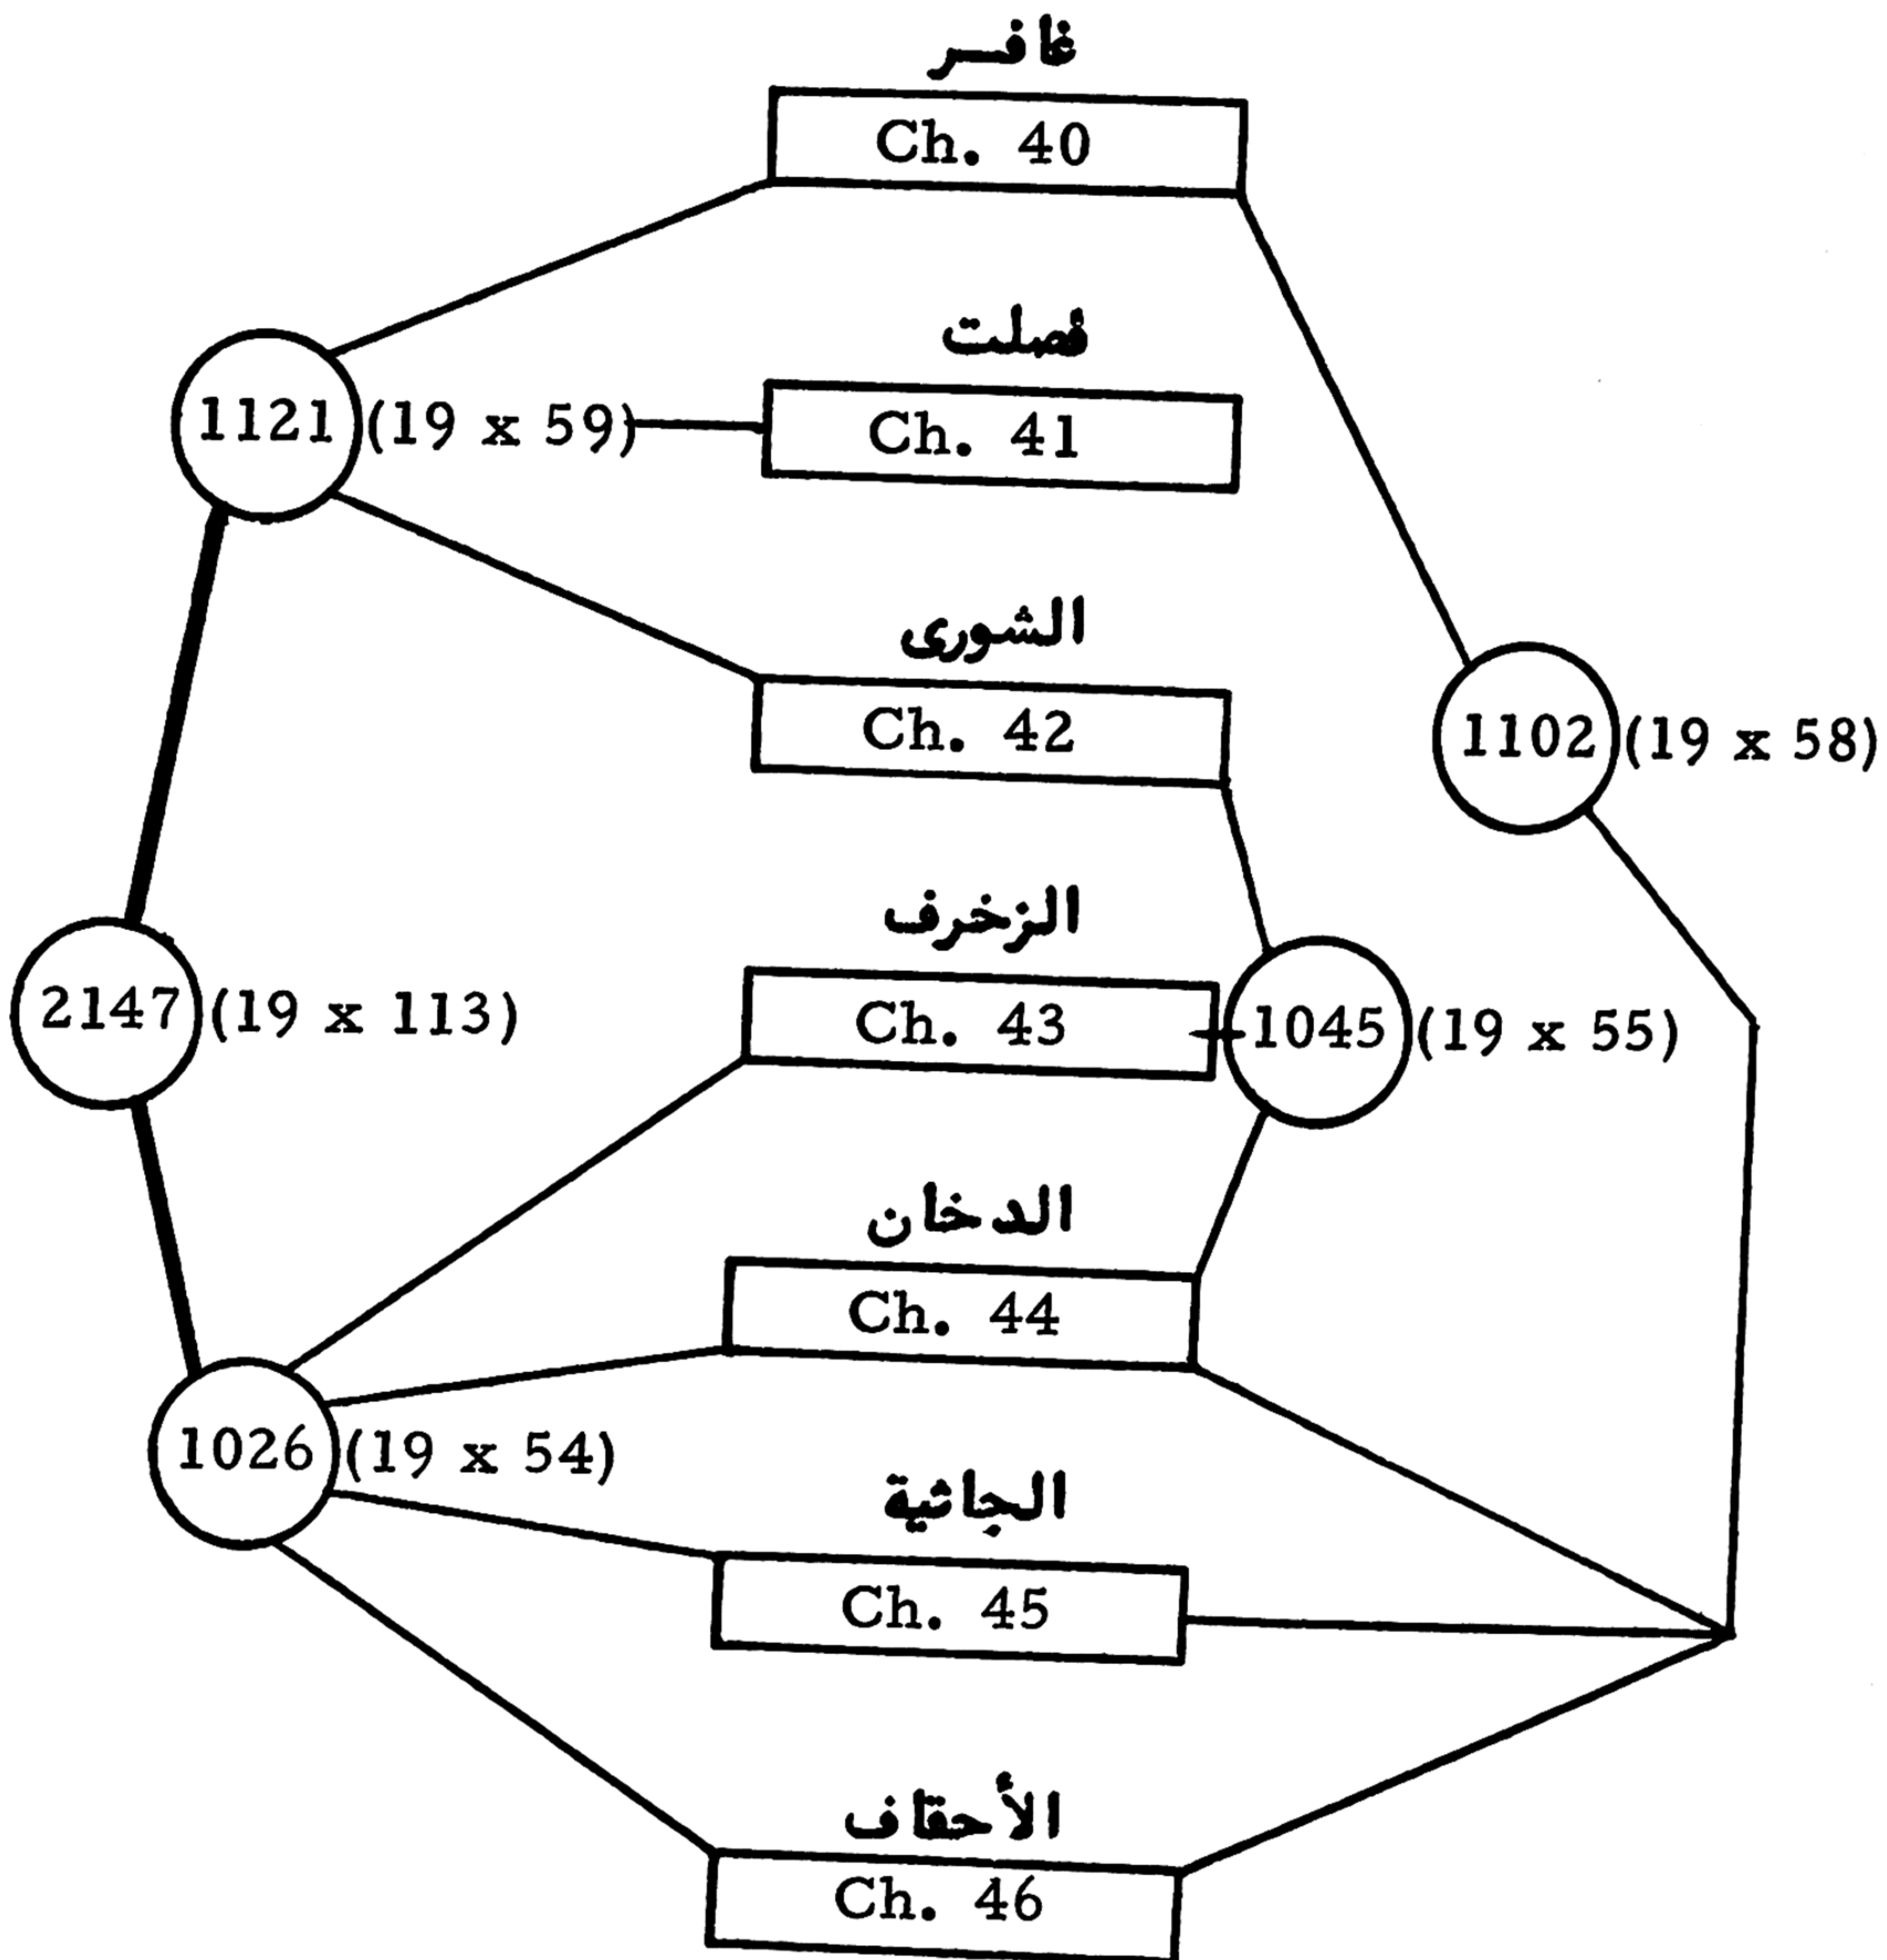 غافر
Ch. 40
فصلت
1121 (19 x 59) Ch. 41
الشورى
Ch. 42
1102 (19 x 58)
الزخرف
2147 (19 x 113) Ch. 43 1045 (19 x 55)
الدخان
Ch. 44
1026 (19 x 54)
الجاثية
Ch. 45
الأحقاف
Ch. 46